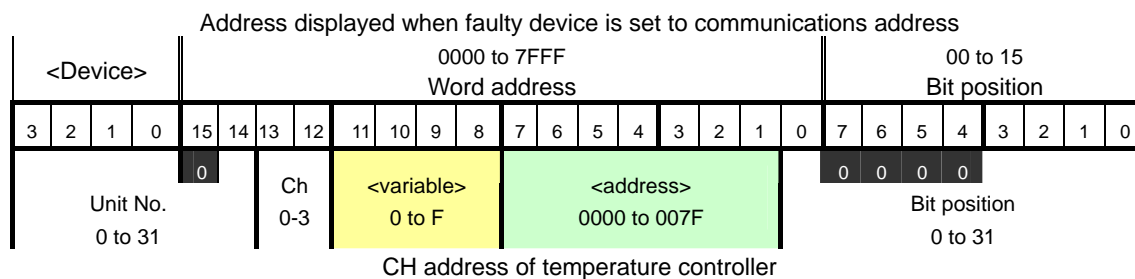 Address displayed when faulty device is set to communications address
<Device>
0000 to 7FFF
Word address
00 to 15
Bit position
3 2 1 0 15 14 13 12 11 10 9 8 7 6 5 4 3 2 1 0 7 6 5 4 3 2 1 0
0
0 0 0 0
Unit No.
0 to 31
Ch
0-3
<variable>
0 to F
<address>
0000 to 007F
Bit position
0 to 31
CH address of temperature controller